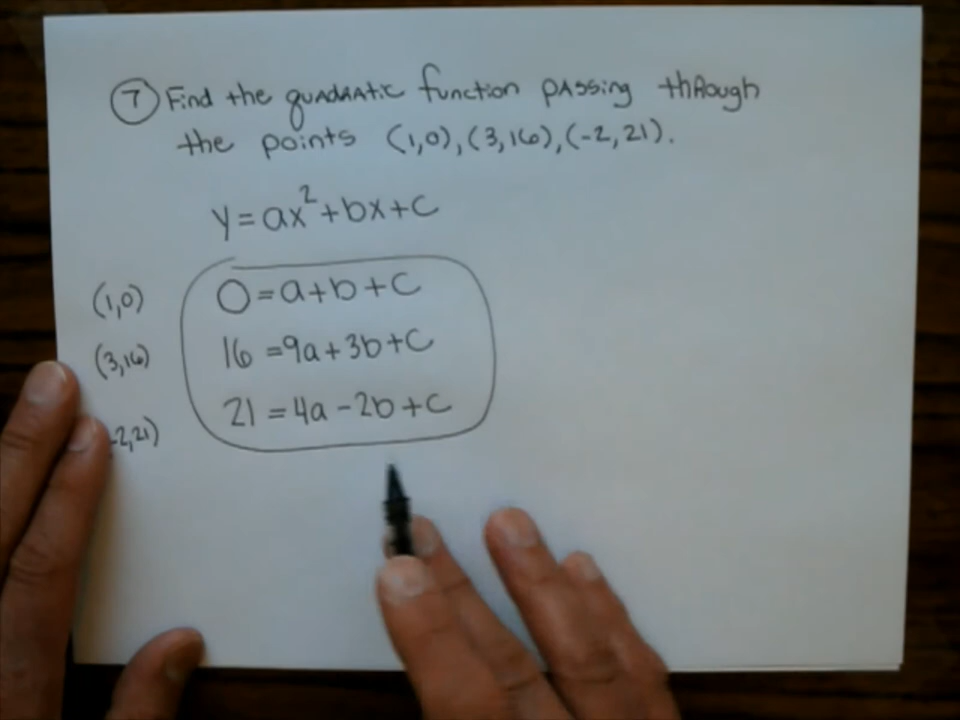 7 Find the quadratic function passing through
the points (1,0), (3,16), (-2,21).
y = ax² + bx + c
(1,0) 0 = a + b + c
(3,16) 16 = 9a + 3b + c
2,21) 21 = 4a - 2b + c